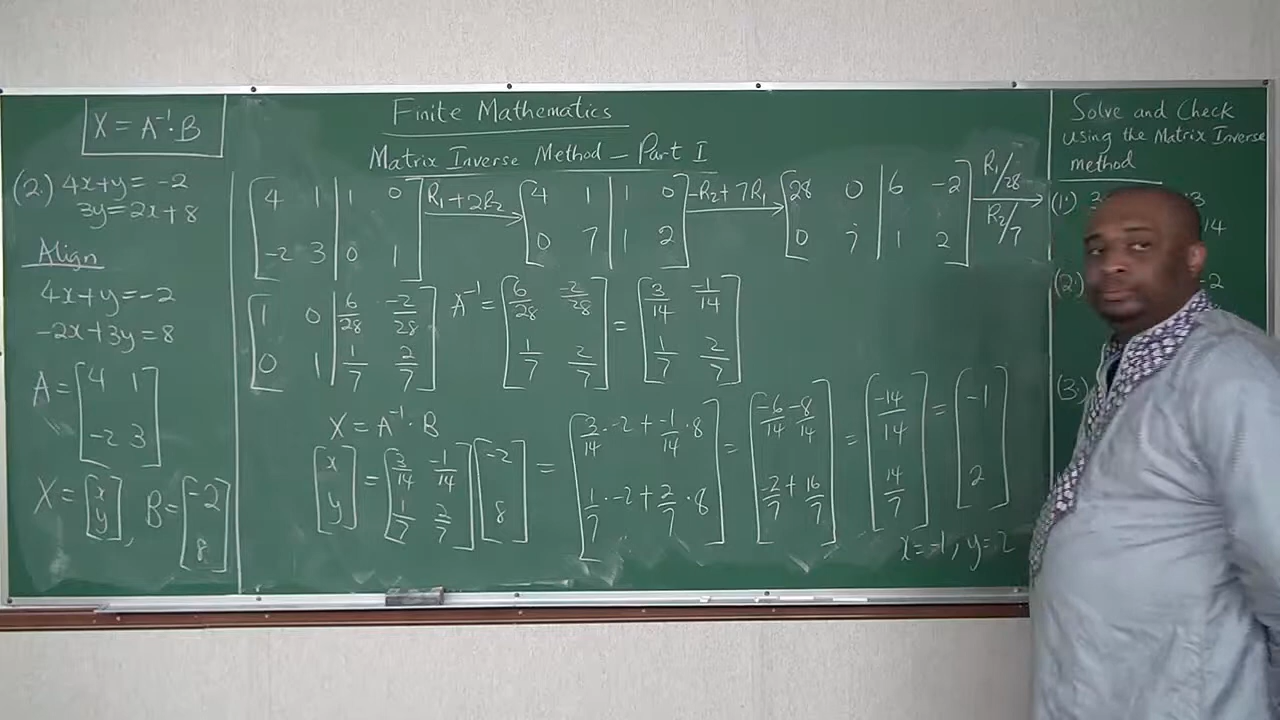 X = A⁻¹·B
(2.) 4x+y = -2
3y = 2x+8
Align
4x+y = -2
-2x+3y = 8
A = [4 1
-2 3]
X = [x
y], B = [-2
8]
Finite Mathematics
Matrix Inverse Method – Part I
[4 1 | 1 0
-2 3 | 0 1]
R₁+2R₂
[4 1 | 1 0
0 7 | 1 2]
-R₂+7R₁
[28 0 | 6 -2
0 7 | 1 2]
R₁/28
R₂/7
[1 0 | 6/28 -2/28
0 1 | 1/7 2/7]
A⁻¹ = [6/28 -2/28
1/7 2/7]
= [3/14 -1/14
1/7 2/7]
X = A⁻¹·B
[x
y] = [3/14 -1/14
1/7 2/7] [-2
8]
= [3/14·-2 + -1/14·8
1/7·-2 + 2/7·8]
= [-6/14 -8/14
-2/7 + 16/7]
= [-14/14
14/7]
= [-1
2]
x=-1, y=2
Solve and Check
using the Matrix Inverse
method
(1.) 3
3
14
(2.)
-2
(3.)